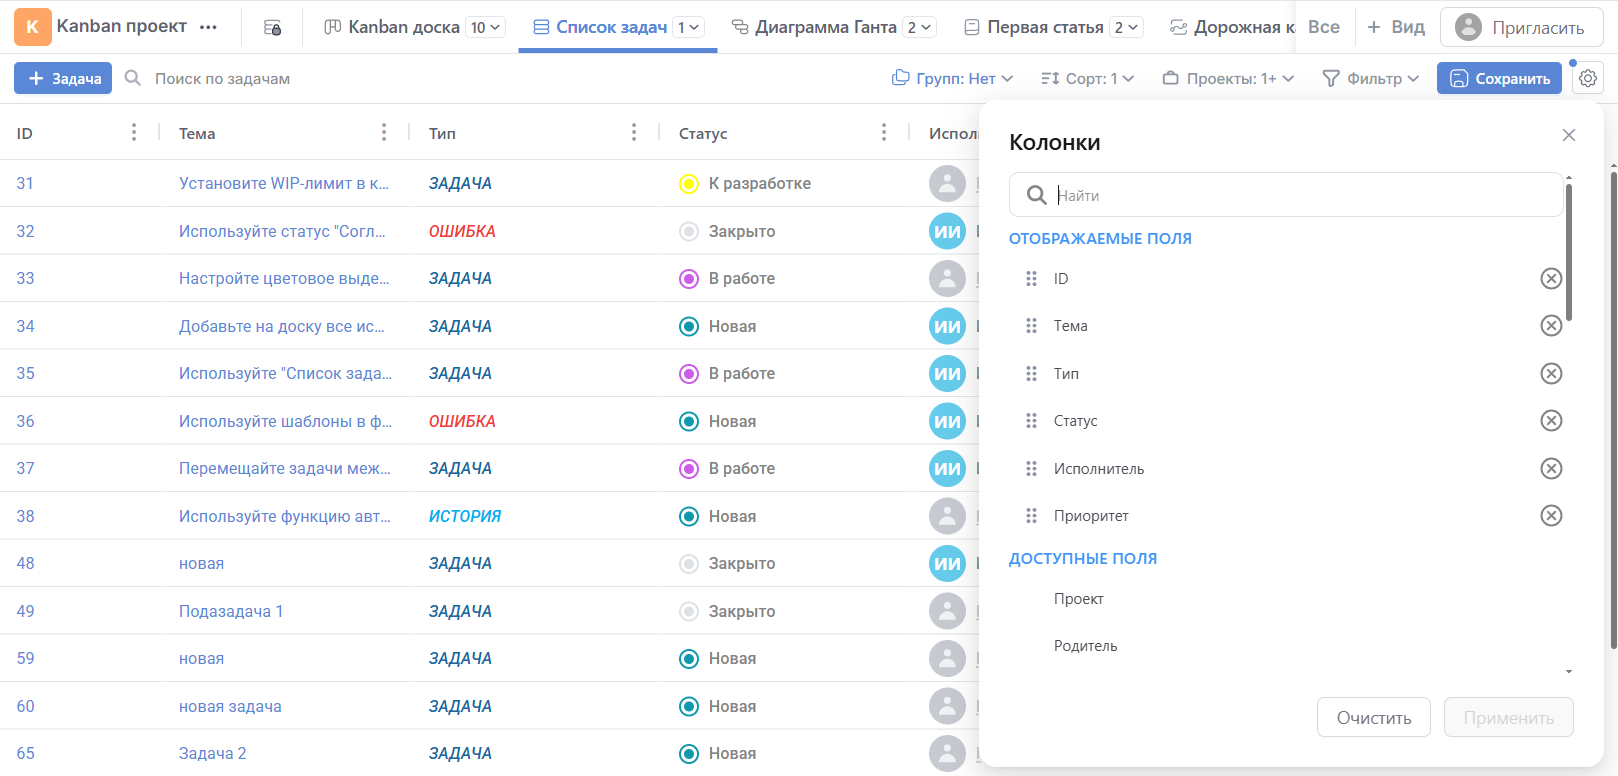 К Kanban проект ••• Kanban доска 10 Список задач 1 Диаграмма Ганта 2 Первая статья 2 Дорожная к Все + Вид Пригласить
+ Задача Поиск по задачам Групп: Нет Сорт: 1 Проекты: 1+ Фильтр Сохранить
ID Тема Тип Статус Испол
31 Установите WIP-лимит в к... ЗАДАЧА К разработке
32 Используйте статус "Согл... ОШИБКА Закрыто ИИ
33 Настройте цветовое выде... ЗАДАЧА В работе
34 Добавьте на доску все ис... ЗАДАЧА Новая ИИ
35 Используйте "Список зада... ЗАДАЧА В работе ИИ
36 Используйте шаблоны в ф... ОШИБКА Новая ИИ
37 Перемещайте задачи меж... ЗАДАЧА В работе ИИ
38 Используйте функцию авт... ИСТОРИЯ Новая
48 новая ЗАДАЧА Закрыто ИИ
49 Подазадача 1 ЗАДАЧА Закрыто
59 новая ЗАДАЧА Новая
60 новая задача ЗАДАЧА Новая
65 Задача 2 ЗАДАЧА Новая
Колонки
Найти
ОТОБРАЖАЕМЫЕ ПОЛЯ
ID
Тема
Тип
Статус
Исполнитель
Приоритет
ДОСТУПНЫЕ ПОЛЯ
Проект
Родитель
Очистить Применить